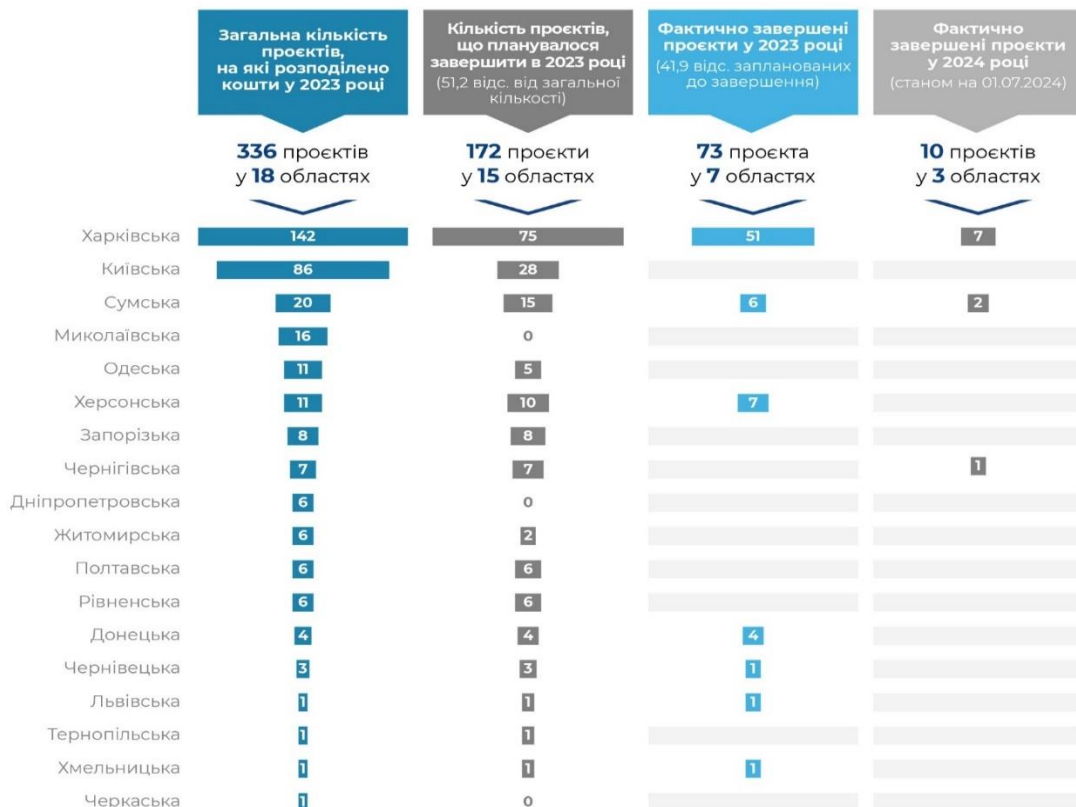 Загальна кількість
проєктів,
на які розподілено
кошти у 2023 році
Кількість проєктів,
що планувалося
завершити в 2023 році
(51,2 відс. від загальної
кількості)
Фактично завершені
проєкти у 2023 році
(41,9 відс. запланованих
до завершення)
Фактично
завершені проєкти
у 2024 році
(станом на 01.07.2024)
336 проєктів
у 18 областях
172 проєкти
у 15 областях
73 проєкта
у 7 областях
10 проєктів
у 3 областях
Харківська 142 75 51 7
Київська 86 28
Сумська 20 15 6 2
Миколаївська 16 0
Одеська 11 5
Херсонська 11 10 7
Запорізька 8 8
Чернігівська 7 7 1
Дніпропетровська 6 0
Житомирська 6 2
Полтавська 6 6
Рівненська 6 6
Донецька 4 4 4
Чернівецька 3 3 1
Львівська 1 1 1
Тернопільська 1 1
Хмельницька 1 1 1
Черкаська 1 0